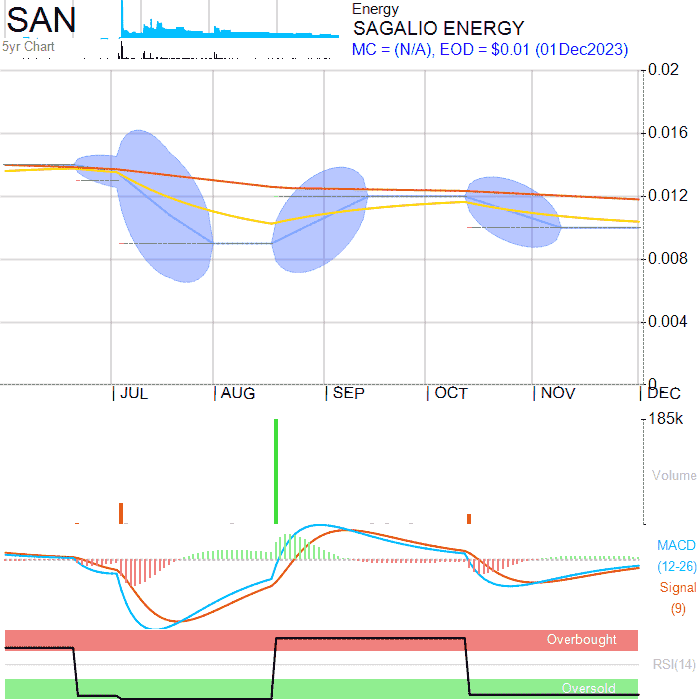 SAN
5yr Chart
Energy
SAGALIO ENERGY
MC = (N/A), EOD = $0.01 (01Dec2023)
0.02
0.016
0.012
0.008
0.004
0
JUL AUG SEP OCT NOV DEC
185k
Volume
MACD
(12-26)
Signal
(9)
Overbought
RSI(14)
Oversold